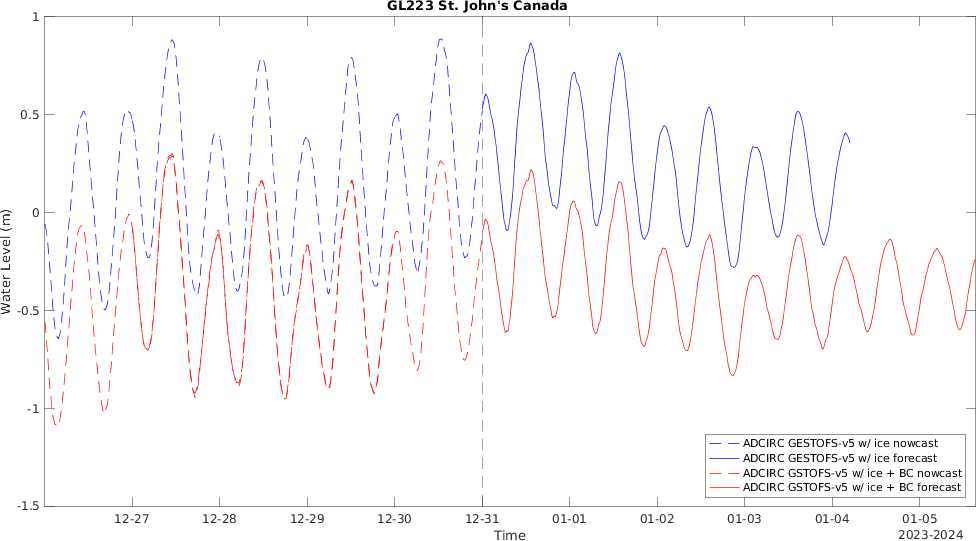 GL223 St. John's Canada
Water Level (m)
1
0.5
0
-0.5
-1
-1.5
ADCIRC GESTOFS-v5 w/ ice nowcast
ADCIRC GESTOFS-v5 w/ ice forecast
ADCIRC GSTOFS-v5 w/ ice + BC nowcast
ADCIRC GSTOFS-v5 w/ ice + BC forecast
12-27 12-28 12-29 12-30 12-31 01-01 01-02 01-03 01-04 01-05
Time
2023-2024